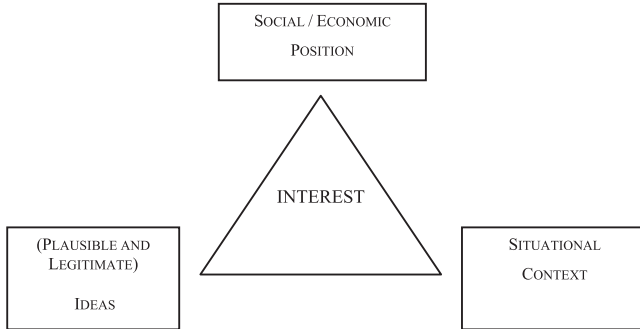 SOCIAL / ECONOMIC
POSITION
INTEREST
(PLAUSIBLE AND
LEGITIMATE)
IDEAS
SITUATIONAL
CONTEXT